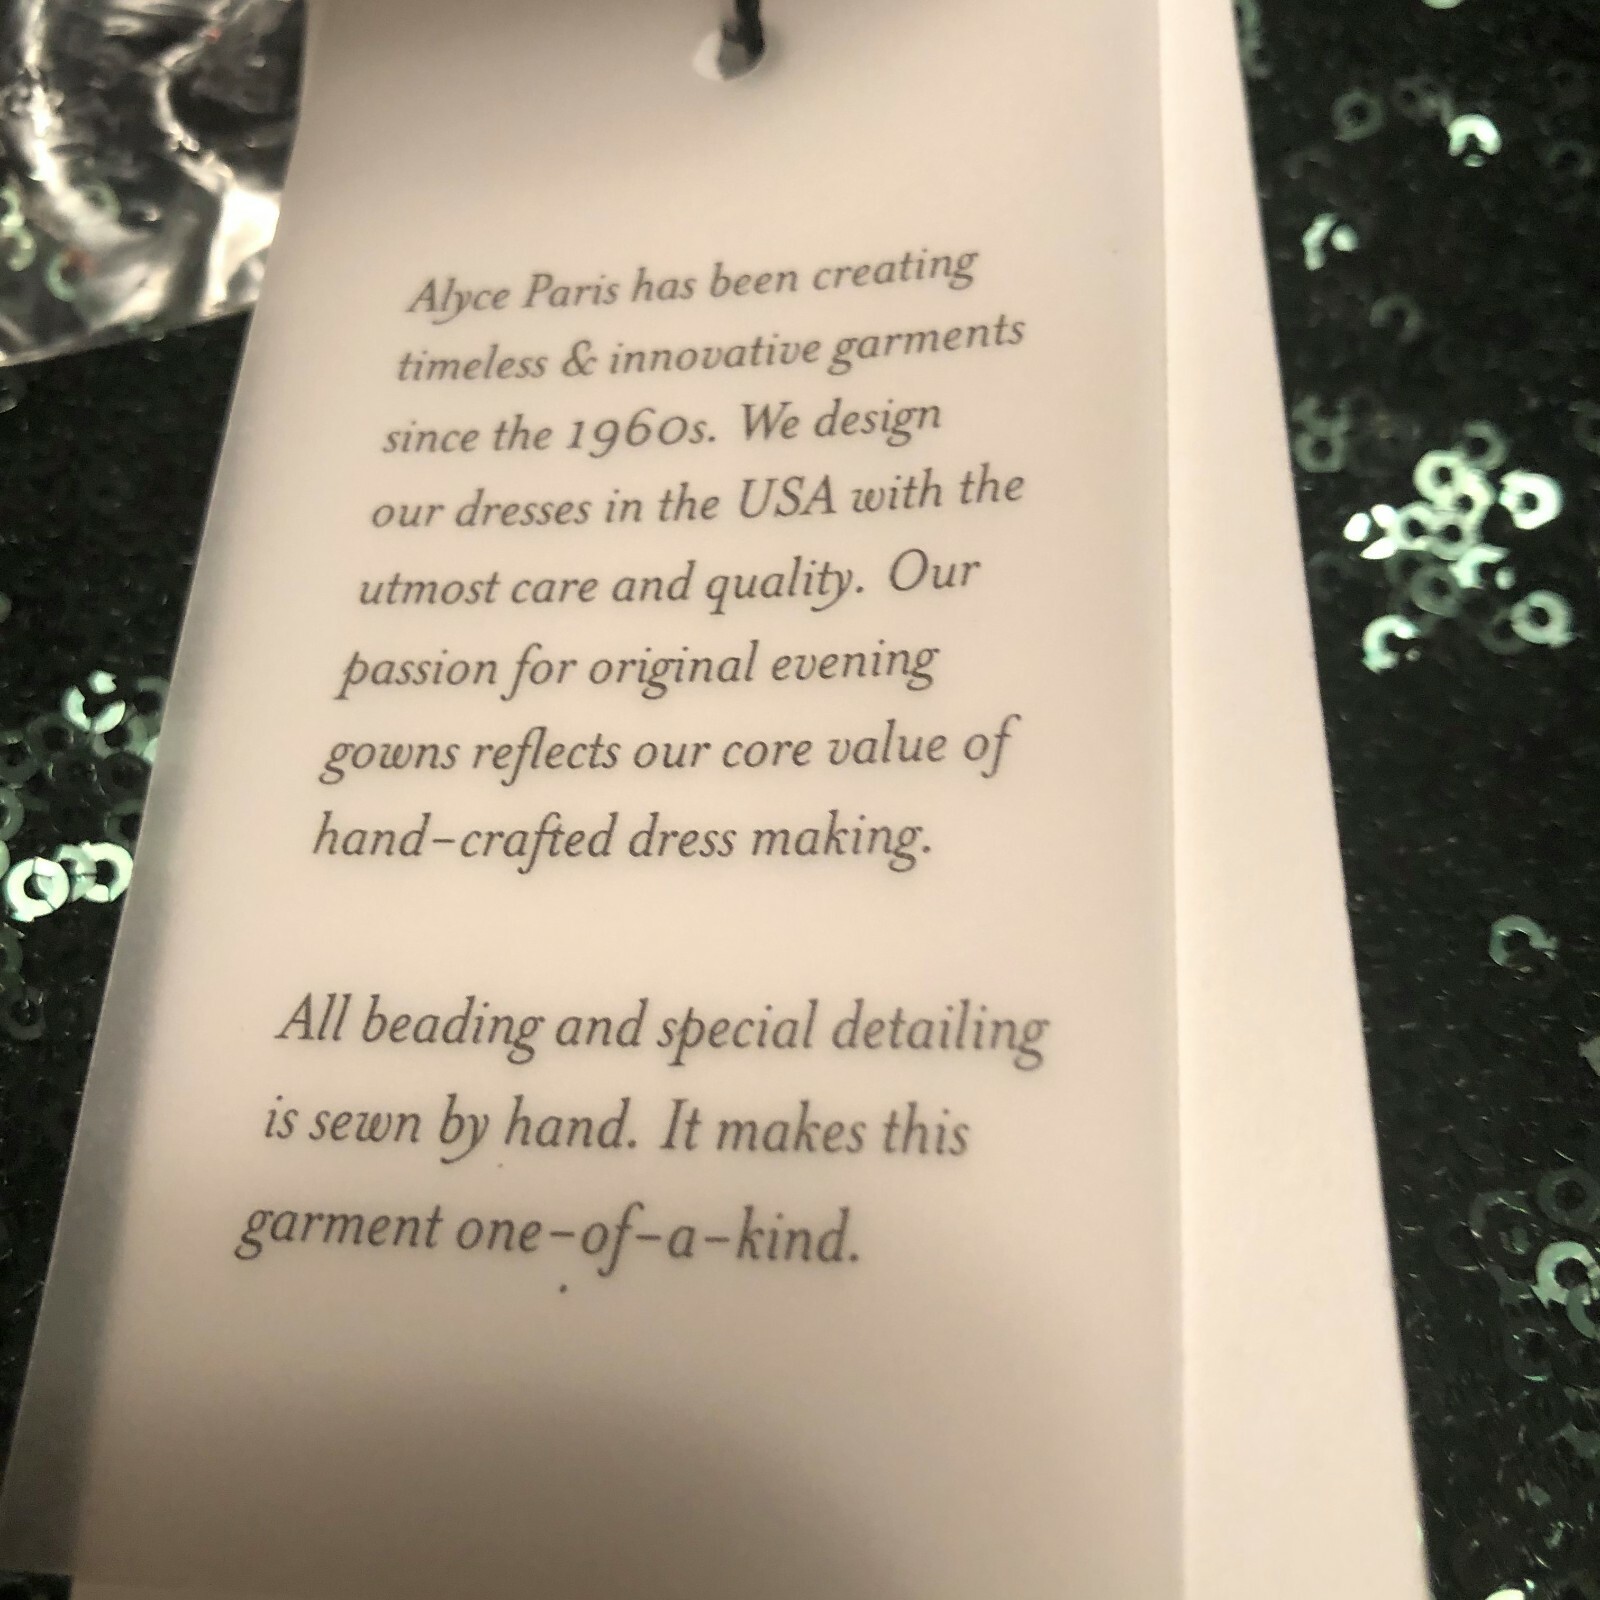 Alyce Paris has been creating
timeless & innovative garments
since the 1960s. We design
our dresses in the USA with the
utmost care and quality. Our
passion for original evening
gowns reflects our core value of
hand-crafted dress making.
All beading and special detailing
is sewn by hand. It makes this
garment one-of-a-kind.